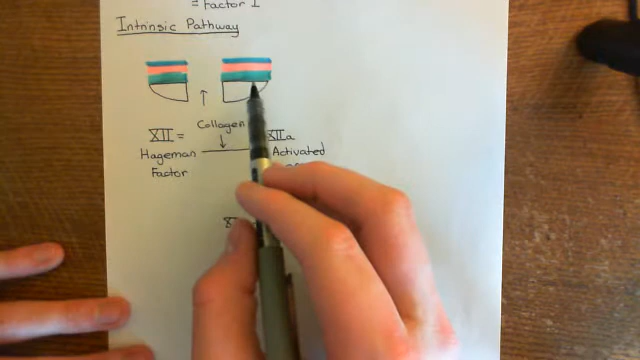 = Factor I
Intrinsic Pathway
Collagen
XII = XIIa
Hageman Activated
Factor